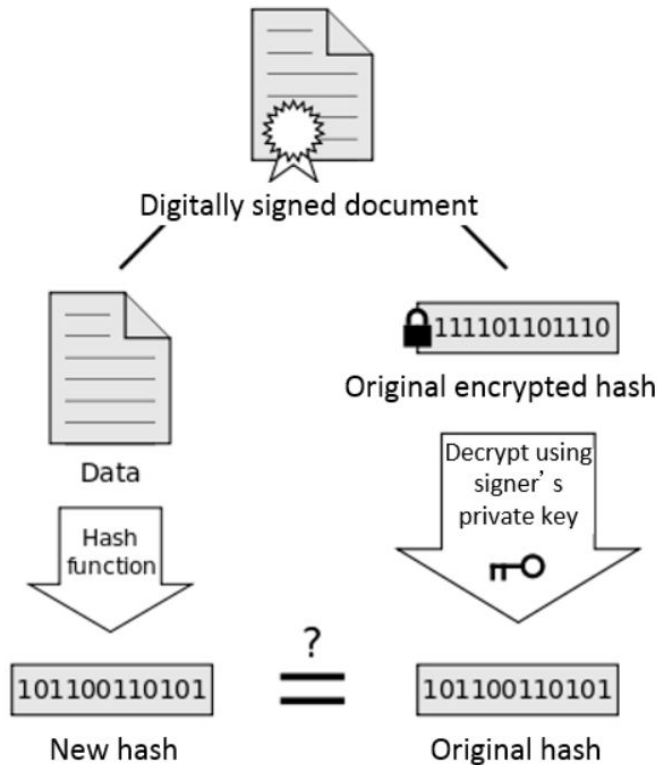 Digitally signed document
111101101110
Original encrypted hash
Data
Decrypt using
signer's
private key
Hash
function
?
101100110101
101100110101
New hash
Original hash